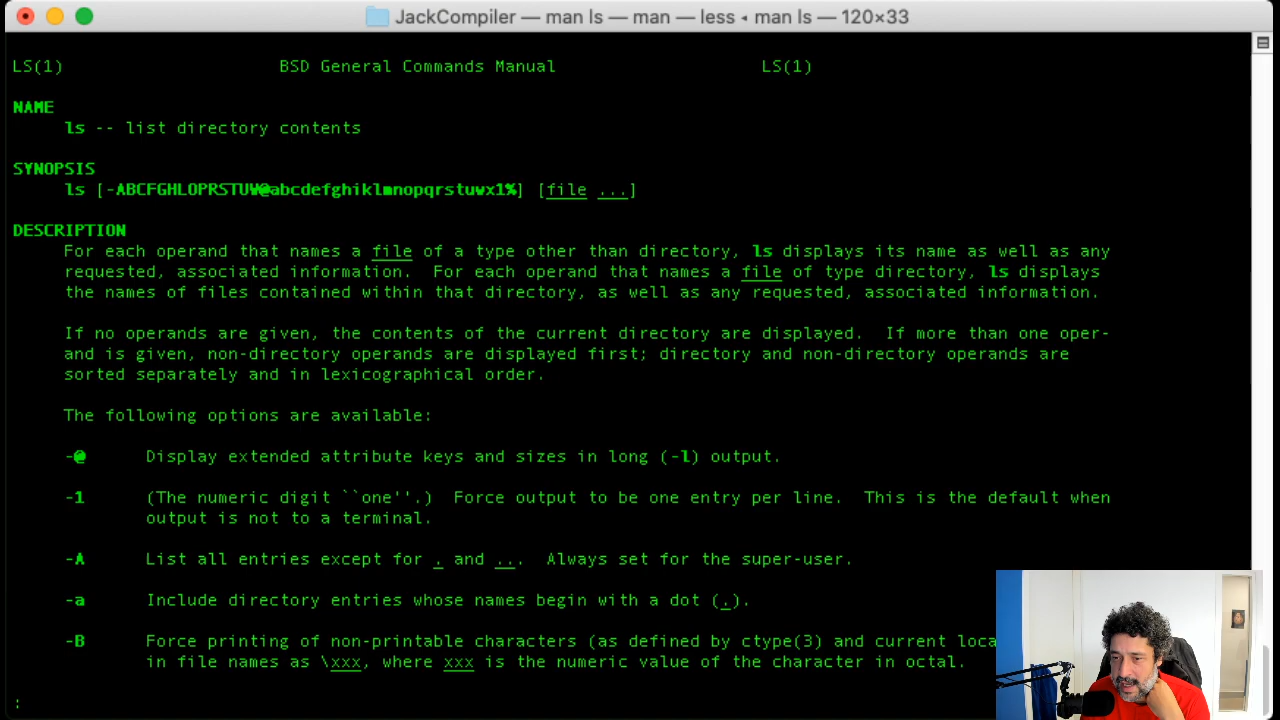 JackCompiler — man ls — man — less ◂ man ls — 120×33
LS(1) BSD General Commands Manual LS(1)
NAME
ls -- list directory contents
SYNOPSIS
ls [-ABCFGHLOPRSTUW@abcdefghiklmnopqrstuwx1%] [file ...]
DESCRIPTION
For each operand that names a file of a type other than directory, ls displays its name as well as any
requested, associated information. For each operand that names a file of type directory, ls displays
the names of files contained within that directory, as well as any requested, associated information.
If no operands are given, the contents of the current directory are displayed. If more than one oper-
and is given, non-directory operands are displayed first; directory and non-directory operands are
sorted separately and in lexicographical order.
The following options are available:
-@ Display extended attribute keys and sizes in long (-l) output.
-1 (The numeric digit ``one''.) Force output to be one entry per line. This is the default when
output is not to a terminal.
-A List all entries except for . and ... Always set for the super-user.
-a Include directory entries whose names begin with a dot (.).
-B Force printing of non-printable characters (as defined by ctype(3) and current loca
in file names as \xxx, where xxx is the numeric value of the character in octal.
: